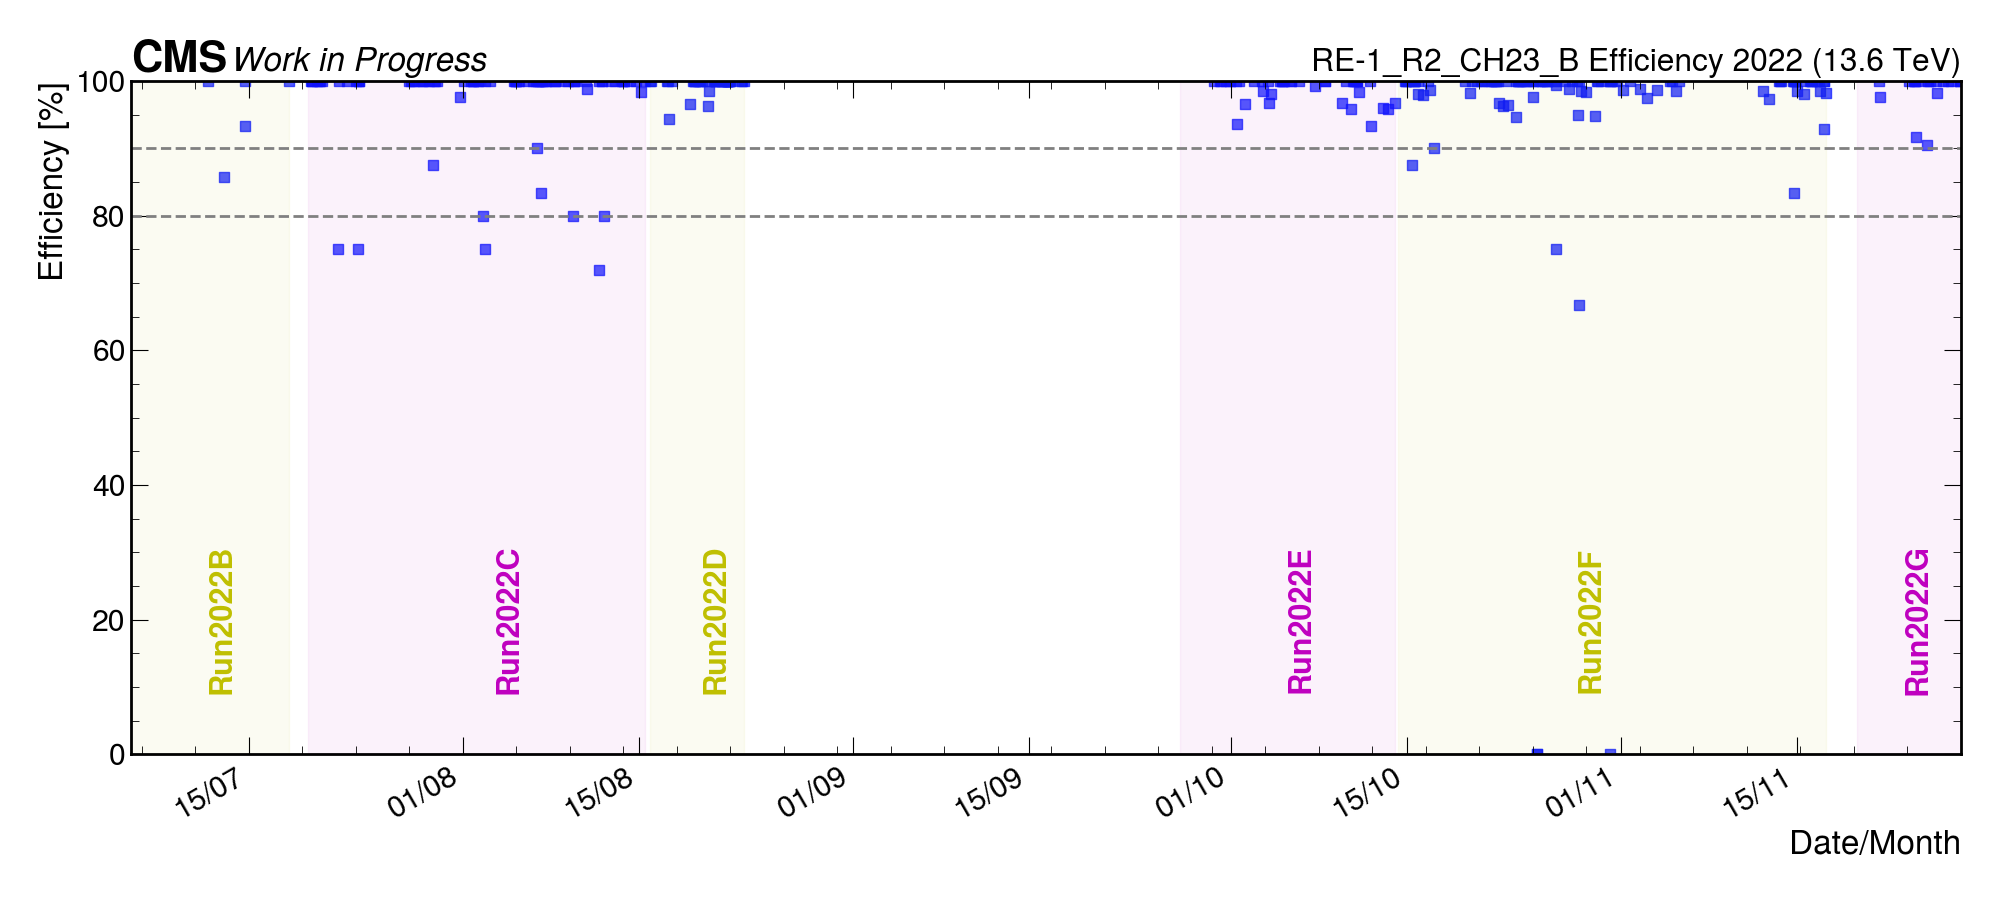 CMS Work in Progress
RE-1_R2_CH23_B Efficiency 2022 (13.6 TeV)
Efficiency [%]
100
80
60
40
20
0
Run2022B
Run2022C
Run2022D
Run2022E
Run2022F
Run2022G
15/07
01/08
15/08
01/09
15/09
01/10
15/10
01/11
15/11
Date/Month